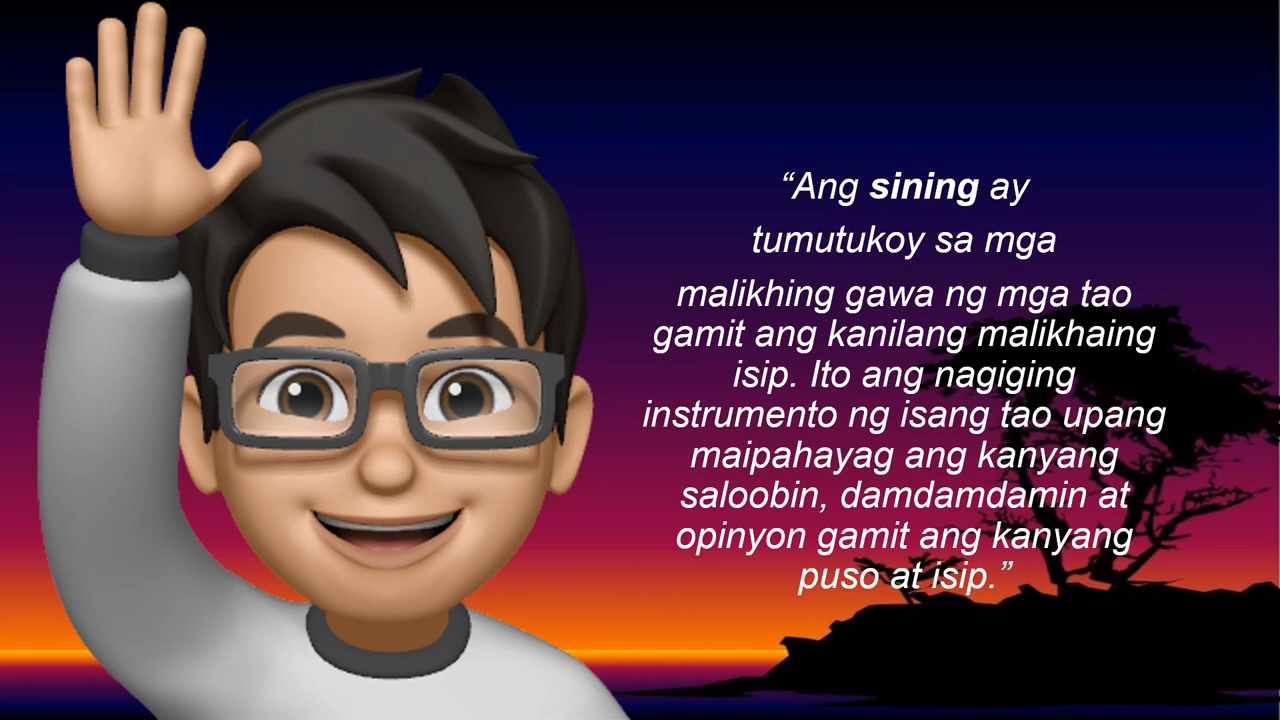 “Ang sining ay
tumutukoy sa mga
malikhing gawa ng mga tao
gamit ang kanilang malikhaing
isip. Ito ang nagiging
instrumento ng isang tao upang
maipahayag ang kanyang
saloobin, damdamdamin at
opinyon gamit ang kanyang
puso at isip.”